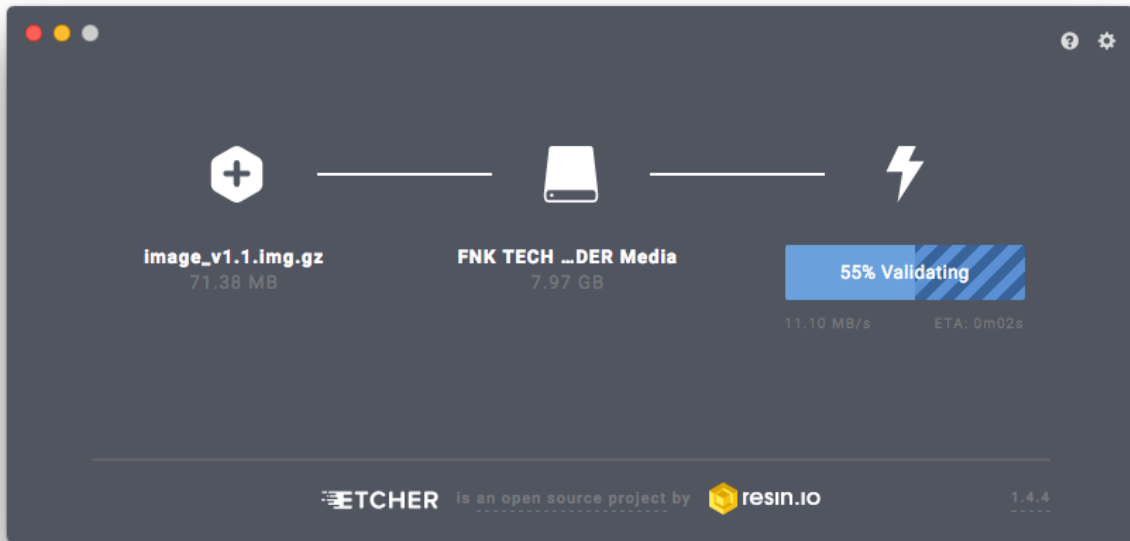 image_v1.1.img.gz
71.38 MB
FNK TECH ...DER Media
7.97 GB
55% Validating
11.10 MB/s
ETA: 0m02s
ETCHER is an open source project by resin.io
1.4.4